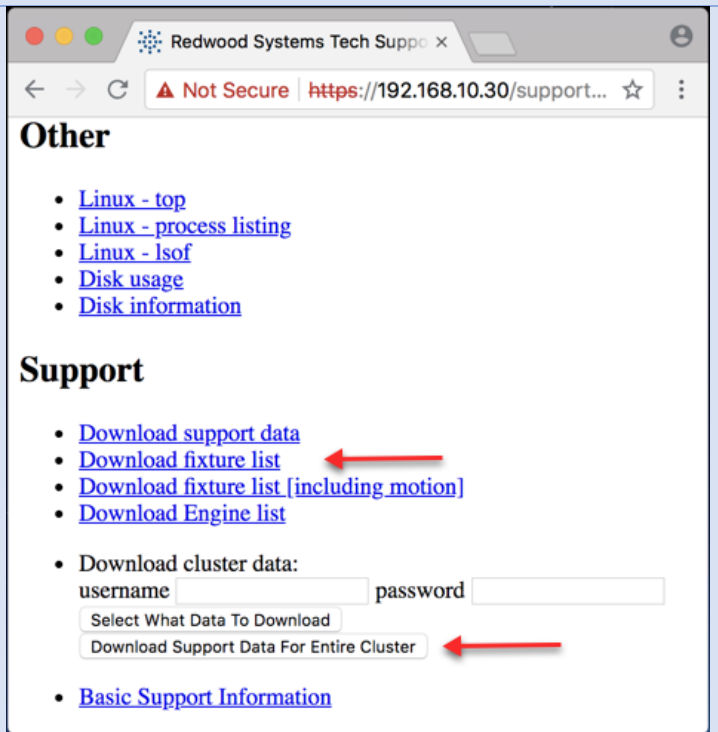 Redwood Systems Tech Suppo
Not Secure https://192.168.10.30/support...
Other
Linux - top
Linux - process listing
Linux - lsof
Disk usage
Disk information
Support
Download support data
Download fixture list
Download fixture list [including motion]
Download Engine list
Download cluster data:
username password
Select What Data To Download
Download Support Data For Entire Cluster
Basic Support Information